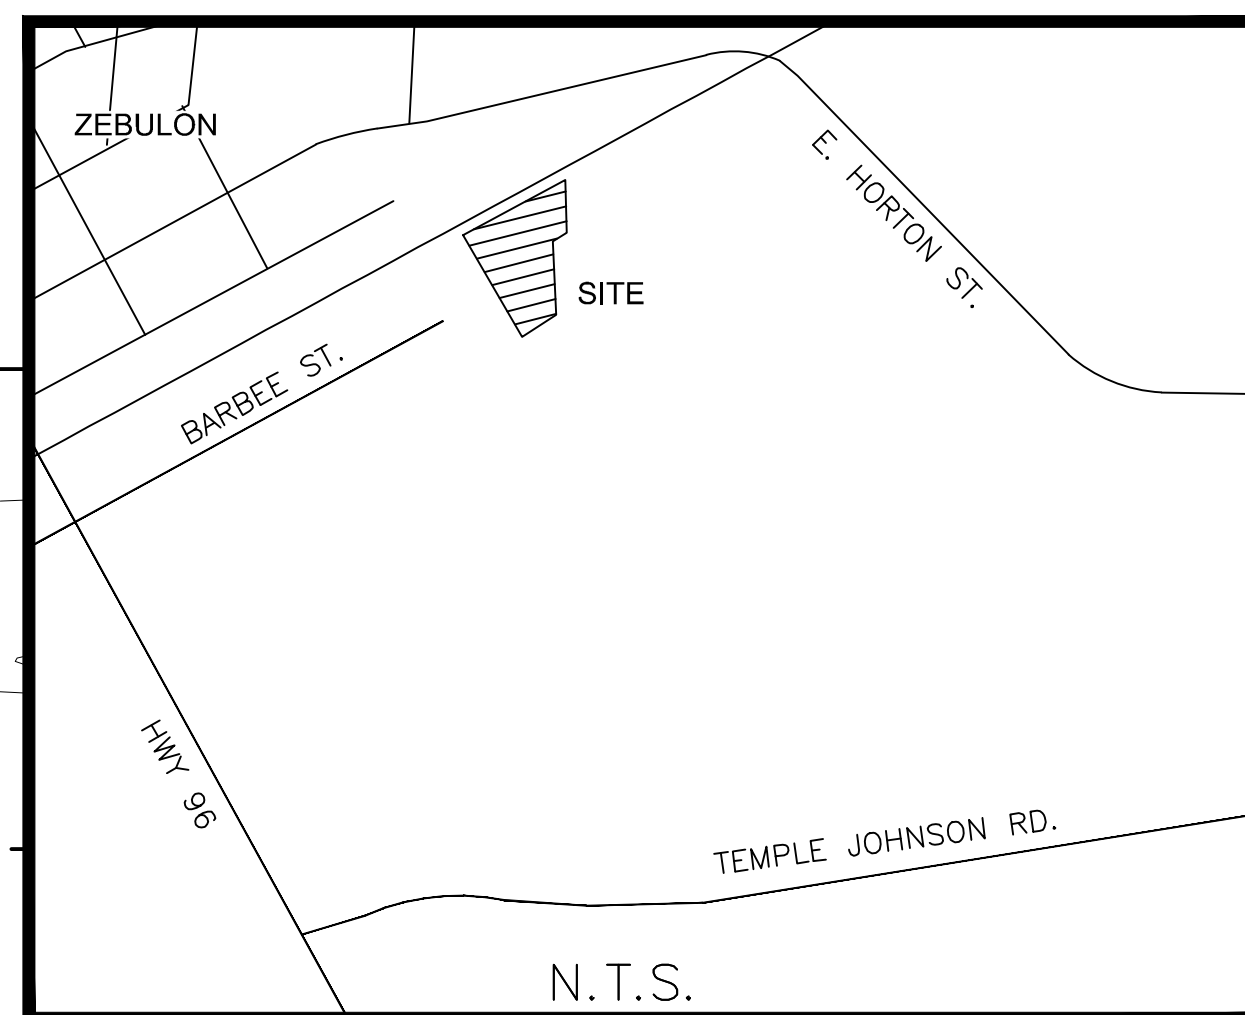 ZEBULON
E. HORTON ST.
SITE
BARBEE ST.
HWY 96
TEMPLE JOHNSON RD.
N.T.S.